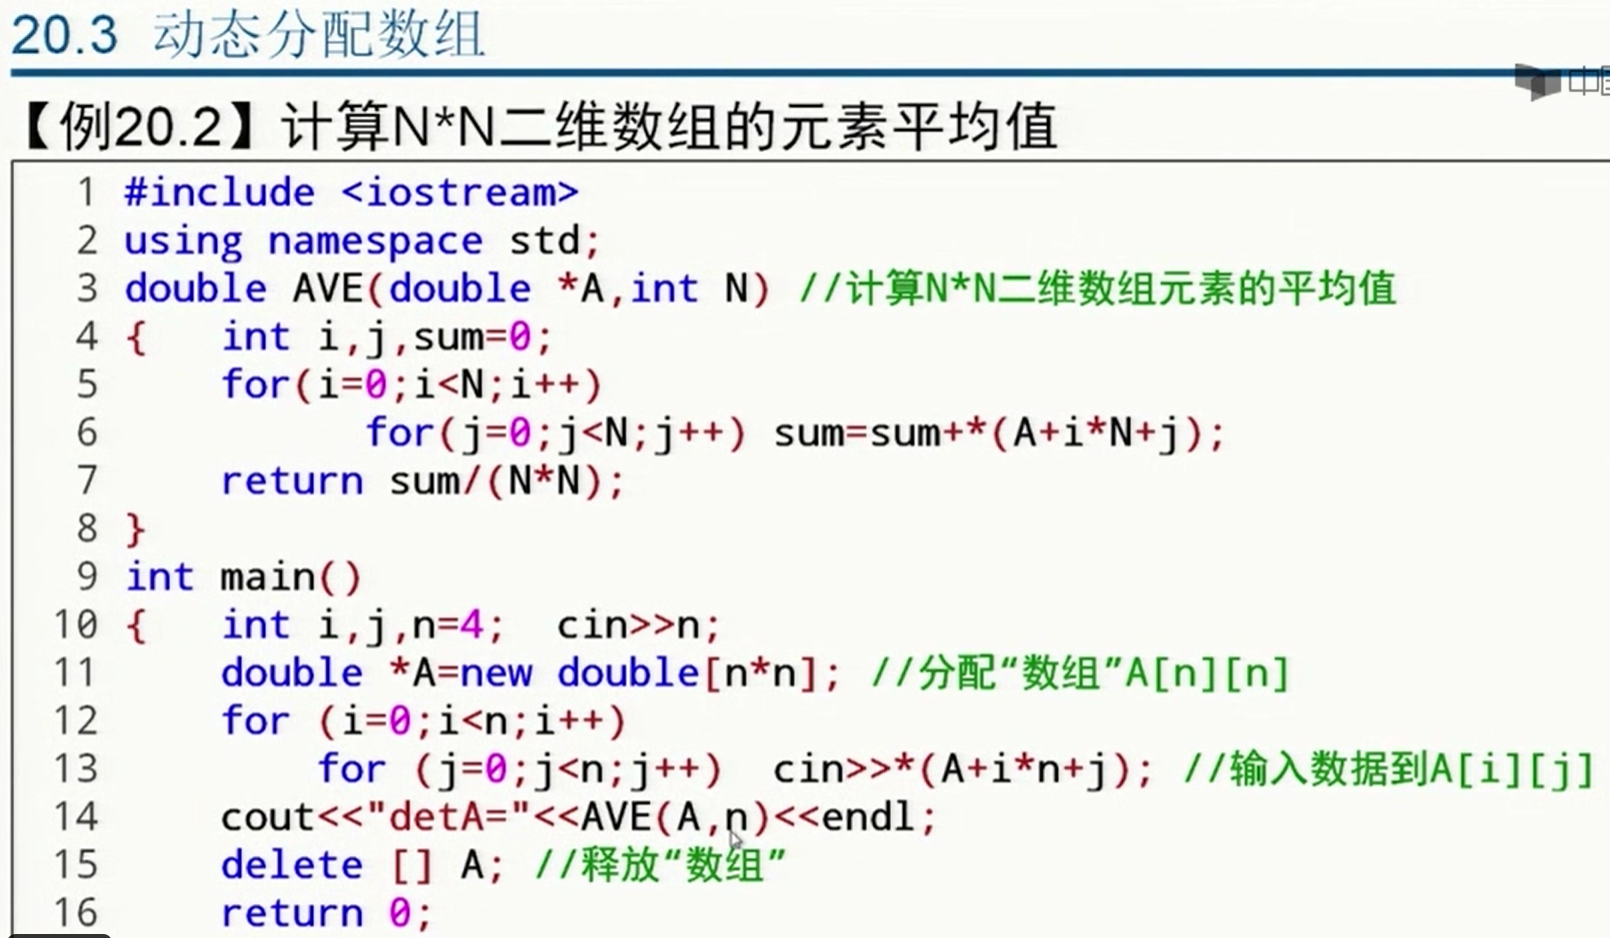 20.3 动态分配数组
中
【例20.2】计算N*N二维数组的元素平均值
1 #include <iostream>
2 using namespace std;
3 double AVE(double *A,int N) //计算N*N二维数组元素的平均值
4 {   int i,j,sum=0;
5     for(i=0;i<N;i++)
6           for(j=0;j<N;j++) sum=sum+*(A+i*N+j);
7     return sum/(N*N);
8 }
9 int main()
10 {   int i,j,n=4;  cin>>n;
11     double *A=new double[n*n]; //分配“数组”A[n][n]
12     for (i=0;i<n;i++)
13         for (j=0;j<n;j++)  cin>>*(A+i*n+j); //输入数据到A[i][j]
14     cout<<"detA="<<AVE(A,n)<<endl;
15     delete [] A; //释放“数组”
16     return 0;